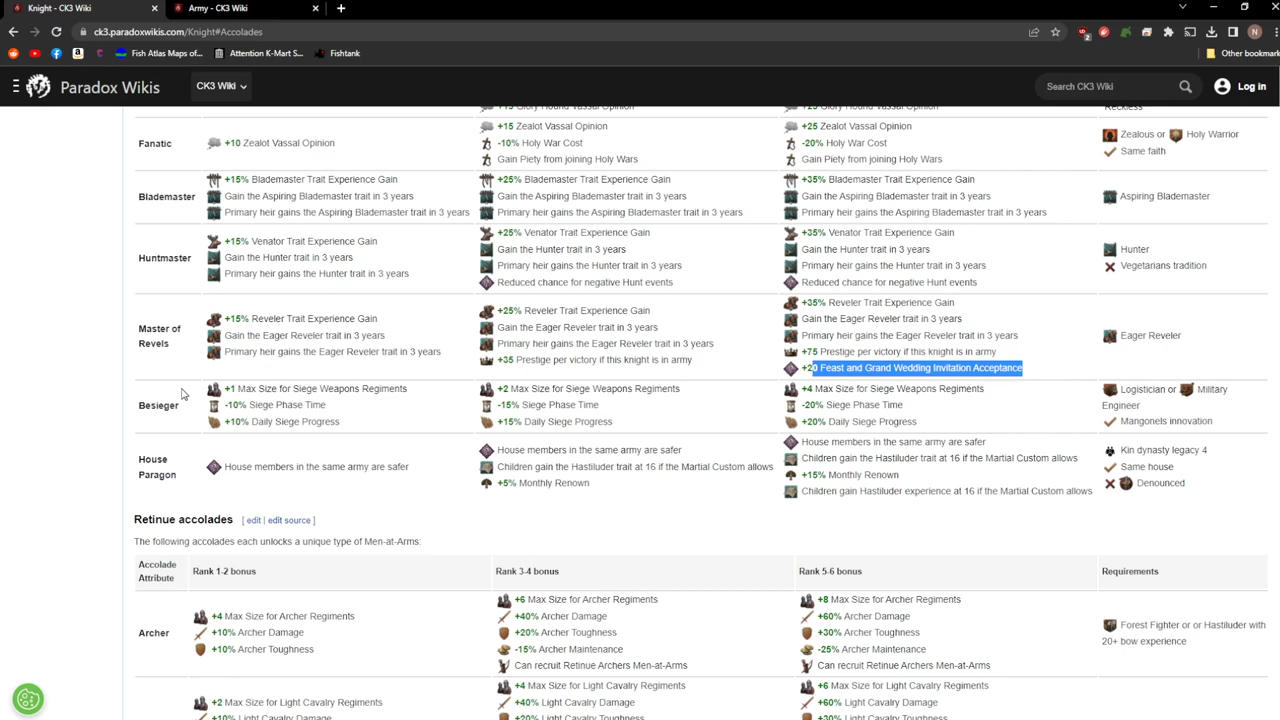 Knight - CK3 Wiki
Army - CK3 Wiki
ck3.paradoxwikis.com/Knight#Accolades
2
N
Fish Atlas Maps of...
Attention K-Mart S...
Fishtank
Other bookmark
Paradox Wikis
CK3 Wiki
Search CK3 Wiki
Log in
+15 Glory Hound Vassal Opinion
Reckless
Fanatic
+10 Zealot Vassal Opinion
+15 Zealot Vassal Opinion
-10% Holy War Cost
Gain Piety from joining Holy Wars
+25 Zealot Vassal Opinion
-20% Holy War Cost
Gain Piety from joining Holy Wars
Zealous or Holy Warrior
Same faith
Blademaster
+15% Blademaster Trait Experience Gain
Gain the Aspiring Blademaster trait in 3 years
Primary heir gains the Aspiring Blademaster trait in 3 years
+25% Blademaster Trait Experience Gain
Gain the Aspiring Blademaster trait in 3 years
Primary heir gains the Aspiring Blademaster trait in 3 years
+35% Blademaster Trait Experience Gain
Gain the Aspiring Blademaster trait in 3 years
Primary heir gains the Aspiring Blademaster trait in 3 years
Aspiring Blademaster
Huntmaster
+15% Venator Trait Experience Gain
Gain the Hunter trait in 3 years
Primary heir gains the Hunter trait in 3 years
+25% Venator Trait Experience Gain
Gain the Hunter trait in 3 years
Primary heir gains the Hunter trait in 3 years
Reduced chance for negative Hunt events
+35% Venator Trait Experience Gain
Gain the Hunter trait in 3 years
Primary heir gains the Hunter trait in 3 years
Reduced chance for negative Hunt events
Hunter
Vegetarians tradition
Master of
Revels
+15% Reveler Trait Experience Gain
Gain the Eager Reveler trait in 3 years
Primary heir gains the Eager Reveler trait in 3 years
+25% Reveler Trait Experience Gain
Gain the Eager Reveler trait in 3 years
Primary heir gains the Eager Reveler trait in 3 years
+35 Prestige per victory if this knight is in army
+35% Reveler Trait Experience Gain
Gain the Eager Reveler trait in 3 years
Primary heir gains the Eager Reveler trait in 3 years
+75 Prestige per victory if this knight is in army
+20 Feast and Grand Wedding Invitation Acceptance
Eager Reveler
Besieger
+1 Max Size for Siege Weapons Regiments
-10% Siege Phase Time
+10% Daily Siege Progress
+2 Max Size for Siege Weapons Regiments
-15% Siege Phase Time
+15% Daily Siege Progress
+4 Max Size for Siege Weapons Regiments
-20% Siege Phase Time
+20% Daily Siege Progress
Logistician or Military
Engineer
Mangonels innovation
House
Paragon
House members in the same army are safer
House members in the same army are safer
Children gain the Hastiluder trait at 16 if the Martial Custom allows
+5% Monthly Renown
House members in the same army are safer
Children gain the Hastiluder trait at 16 if the Martial Custom allows
+15% Monthly Renown
Children gain Hastiluder experience at 16 if the Martial Custom allows
Kin dynasty legacy 4
Same house
Denounced
Retinue accolades [ edit | edit source ]
The following accolades each unlocks a unique type of Men-at-Arms:
Accolade
Attribute
Rank 1-2 bonus
Rank 3-4 bonus
Rank 5-6 bonus
Requirements
Archer
+4 Max Size for Archer Regiments
+10% Archer Damage
+10% Archer Toughness
+6 Max Size for Archer Regiments
+40% Archer Damage
+20% Archer Toughness
-15% Archer Maintenance
Can recruit Retinue Archers Men-at-Arms
+8 Max Size for Archer Regiments
+60% Archer Damage
+30% Archer Toughness
-25% Archer Maintenance
Can recruit Retinue Archers Men-at-Arms
Forest Fighter or or Hastiluder with
20+ bow experience
+2 Max Size for Light Cavalry Regiments
+10% Light Cavalry Damage
+4 Max Size for Light Cavalry Regiments
+40% Light Cavalry Damage
+20% Light Cavalry Toughness
+6 Max Size for Light Cavalry Regiments
+60% Light Cavalry Damage
+30% Light Cavalry Toughness